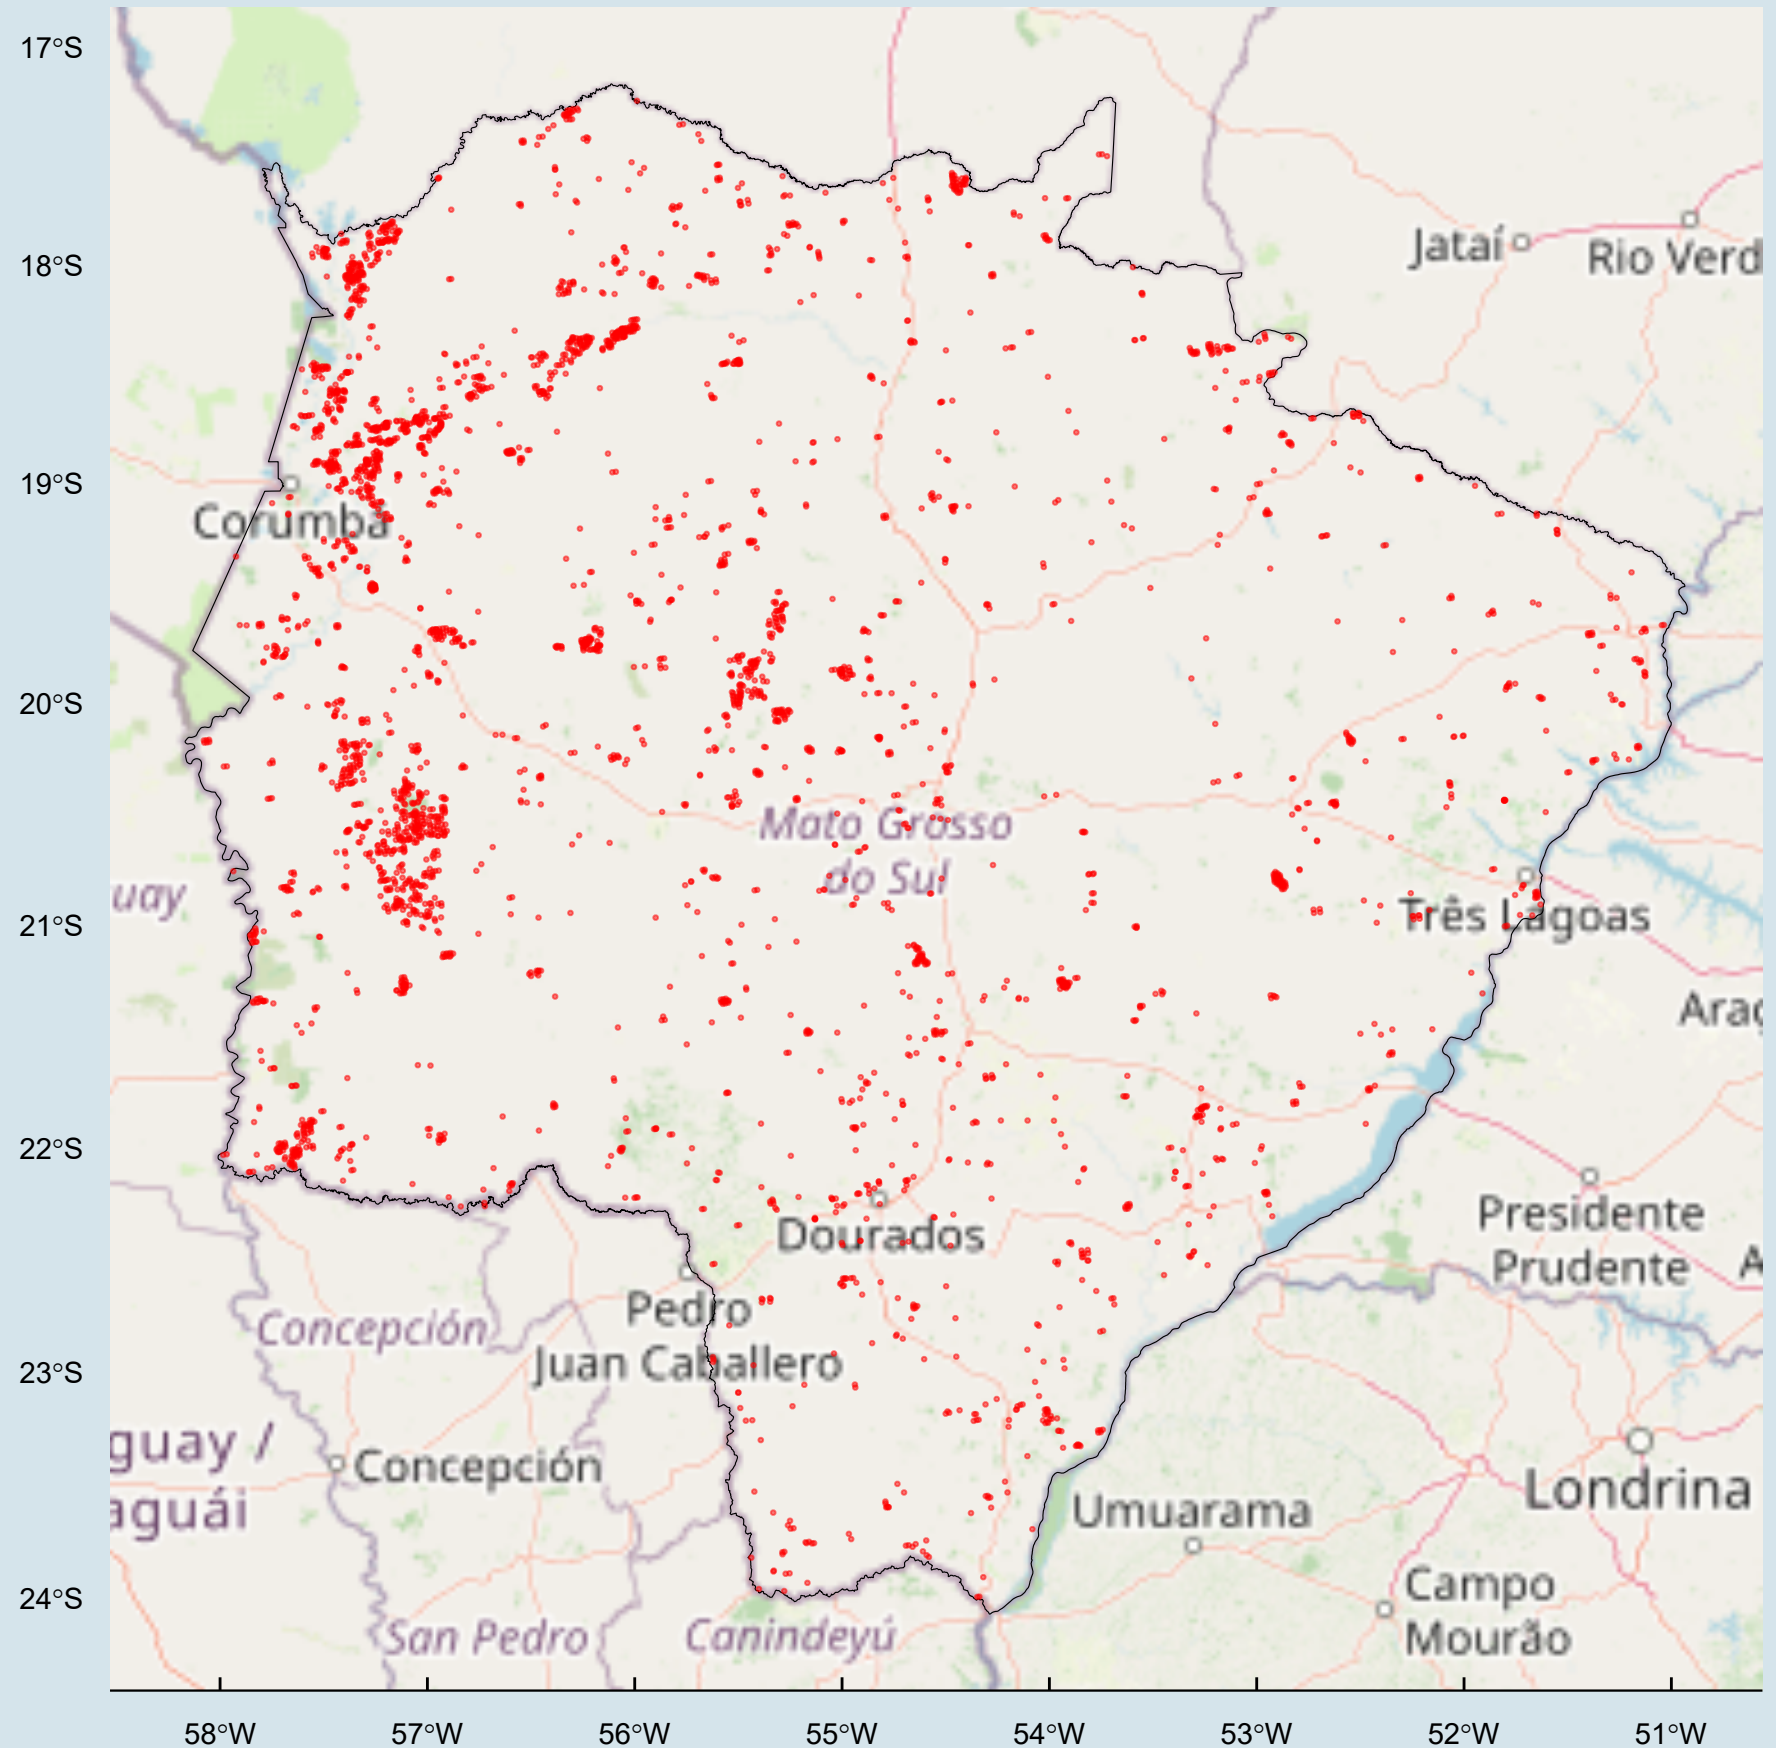 17°S
18°S
19°S
20°S
21°S
22°S
23°S
24°S
Jataí
Rio Verd
Corumbá
Mato Grosso
do Sul
uay
Três Lagoas
Araç
Dourados
Presidente
Prudente
A
Pedro
Juan Caballero
Concepción
guay /
aguái
Concepción
Londrina
Umuarama
Campo
Mourão
San Pedro
Canindeyú
58°W
57°W
56°W
55°W
54°W
53°W
52°W
51°W